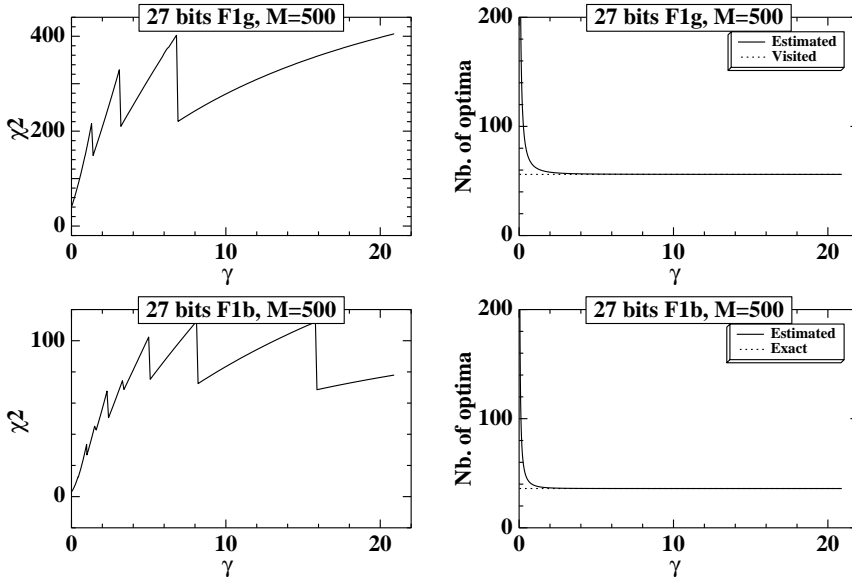 27 bits F1g, M=500
400
200
0
χ2
0 10 20
γ
27 bits F1g, M=500
Estimated
Visited
200
100
0
Nb. of optima
0 10 20
γ
27 bits F1b, M=500
100
0
χ2
0 10 20
γ
27 bits F1b, M=500
Estimated
Exact
200
100
0
Nb. of optima
0 10 20
γ